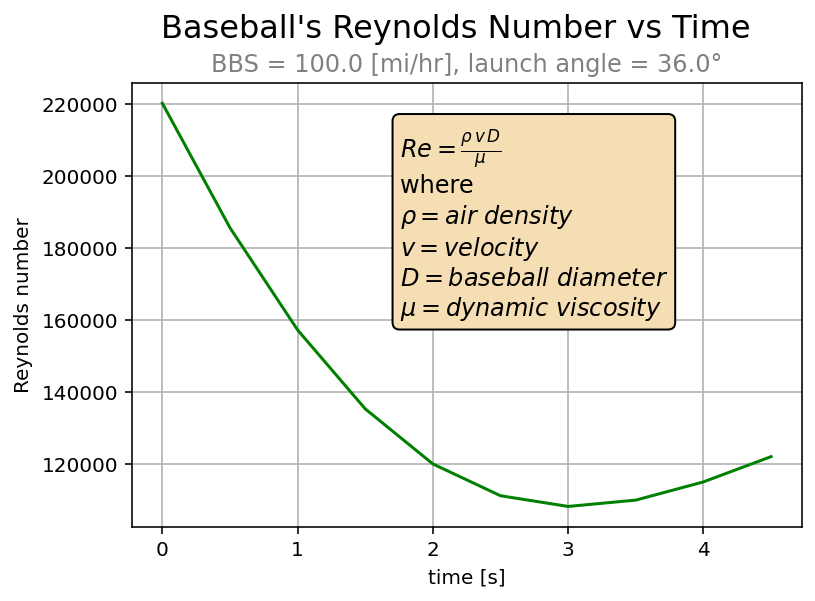 Baseball's Reynolds Number vs Time
BBS = 100.0 [mi/hr], launch angle = 36.0°
Reynolds number
220000
200000
180000
160000
140000
120000
Re = ρ v D / μ
where
ρ = air density
v = velocity
D = baseball diameter
μ = dynamic viscosity
0 1 2 3 4
time [s]